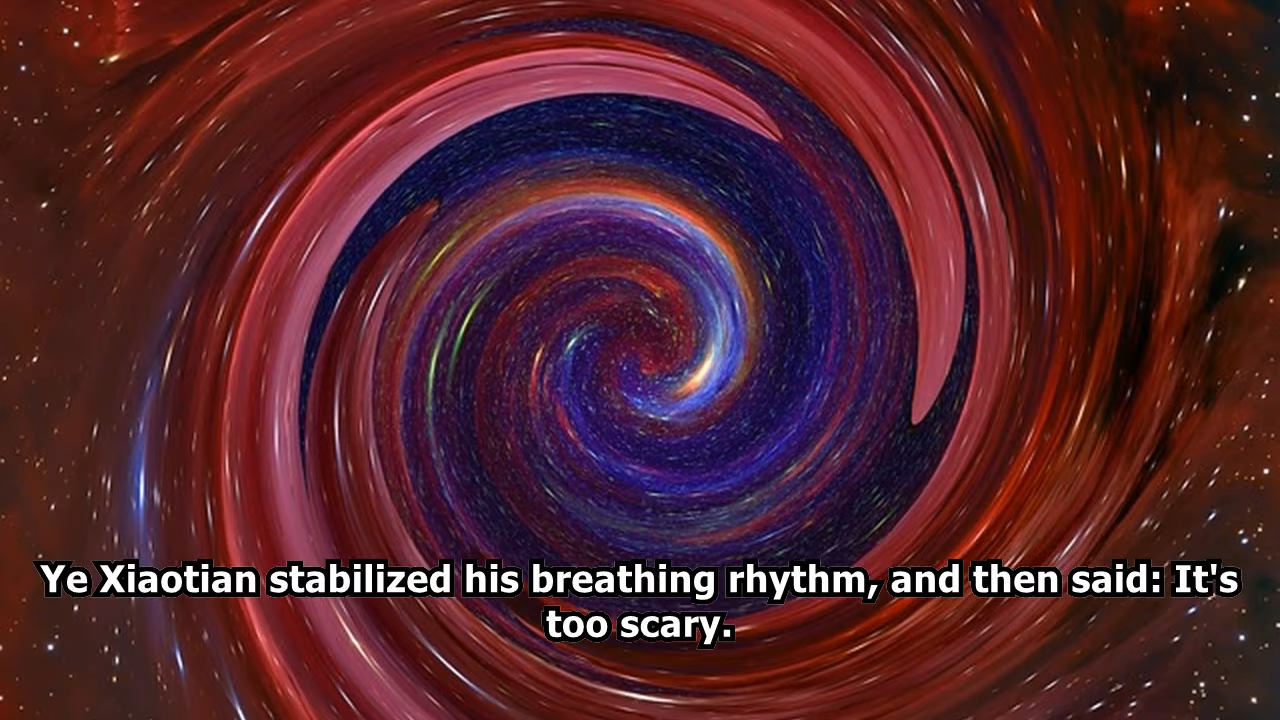 Ye Xiaotian stabilized his breathing rhythm, and then said: It's
too scary.